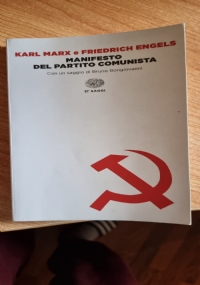 KARL MARX e FRIEDRICH ENGELS
MANIFESTO
DEL PARTITO COMUNISTA
Con un saggio di Bruno Bongiovanni
ET SAGGI